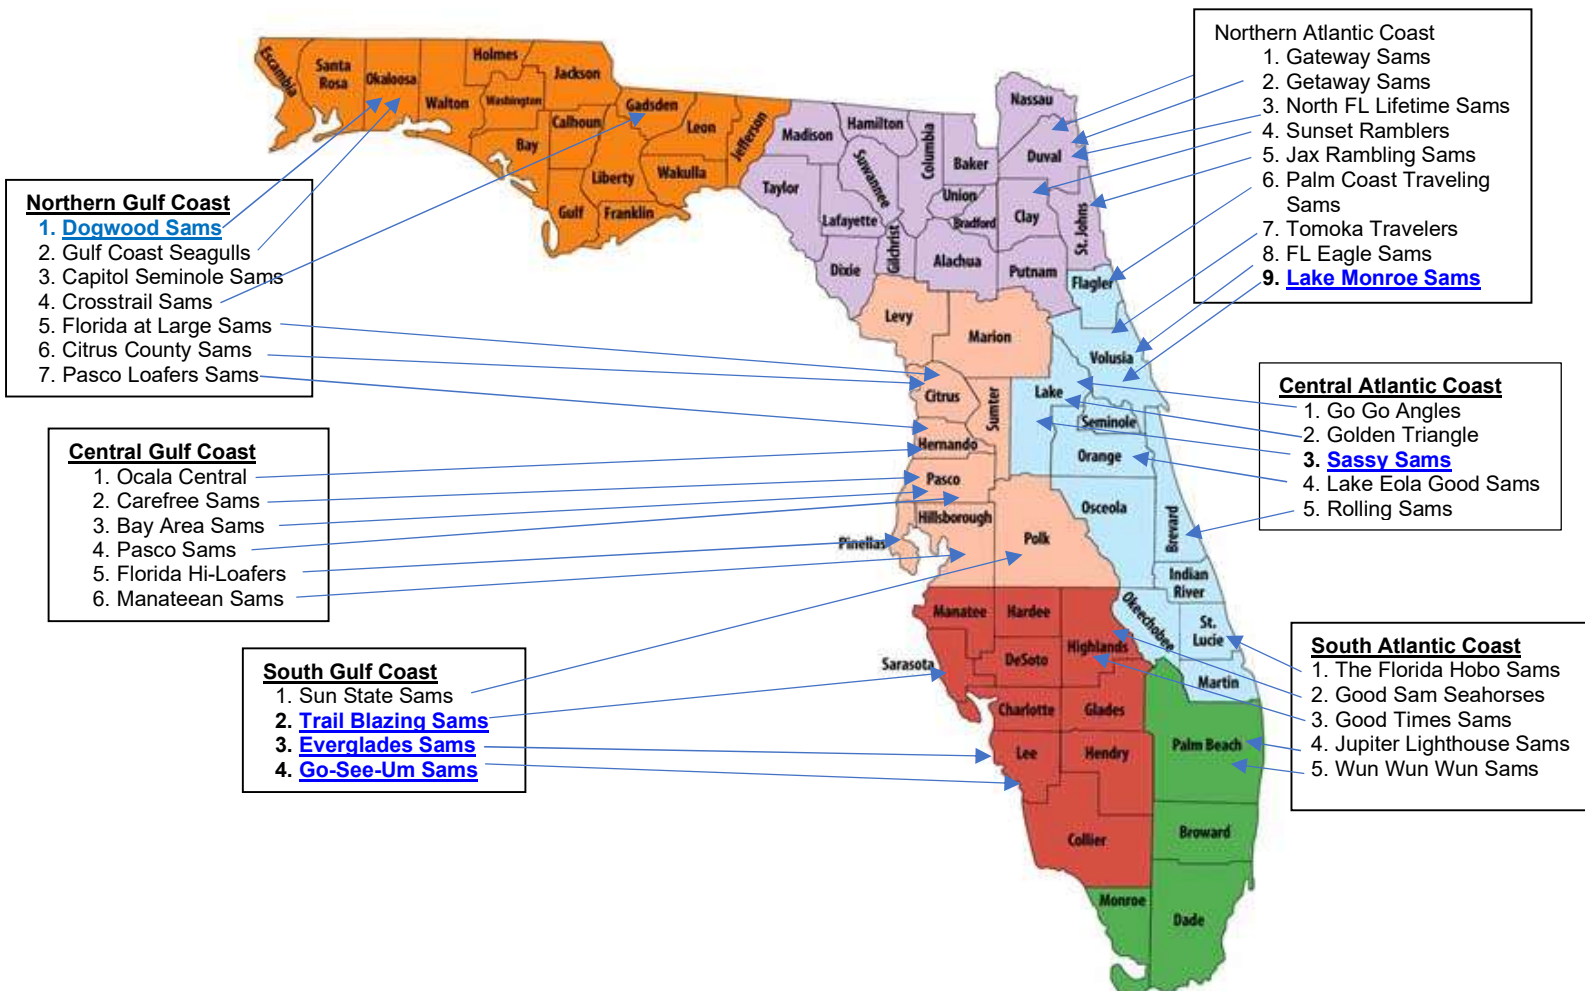 Northern Atlantic Coast
1. Gateway Sams
2. Getaway Sams
3. North FL Lifetime Sams
4. Sunset Ramblers
5. Jax Rambling Sams
6. Palm Coast Traveling
Sams
7. Tomoka Travelers
8. FL Eagle Sams
9. Lake Monroe Sams
Northern Gulf Coast
1. Dogwood Sams
2. Gulf Coast Seagulls
3. Capitol Seminole Sams
4. Crosstrail Sams
5. Florida at Large Sams
6. Citrus County Sams
7. Pasco Loafers Sams
Central Atlantic Coast
1. Go Go Angles
2. Golden Triangle
3. Sassy Sams
4. Lake Eola Good Sams
5. Rolling Sams
Central Gulf Coast
1. Ocala Central
2. Carefree Sams
3. Bay Area Sams
4. Pasco Sams
5. Florida Hi-Loafers
6. Manateean Sams
South Gulf Coast
1. Sun State Sams
2. Trail Blazing Sams
3. Everglades Sams
4. Go-See-Um Sams
South Atlantic Coast
1. The Florida Hobo Sams
2. Good Sam Seahorses
3. Good Times Sams
4. Jupiter Lighthouse Sams
5. Wun Wun Wun Sams
Escambia
Santa
Rosa
Okaloosa
Walton
Holmes
Washington
Jackson
Bay
Calhoun
Gulf
Liberty
Franklin
Gadsden
Leon
Wakulla
Jefferson
Madison
Taylor
Hamilton
Suwannee
Lafayette
Dixie
Columbia
Gilchrist
Baker
Union
Bradford
Alachua
Nassau
Duval
Clay
St. Johns
Putnam
Flagler
Levy
Marion
Volusia
Citrus
Sumter
Lake
Seminole
Hernando
Orange
Pasco
Hillsborough
Pinellas
Polk
Osceola
Brevard
Indian
River
Manatee
Hardee
Highlands
Okeechobee
St.
Lucie
Sarasota
DeSoto
Martin
Charlotte
Glades
Lee
Hendry
Palm Beach
Collier
Broward
Monroe
Dade